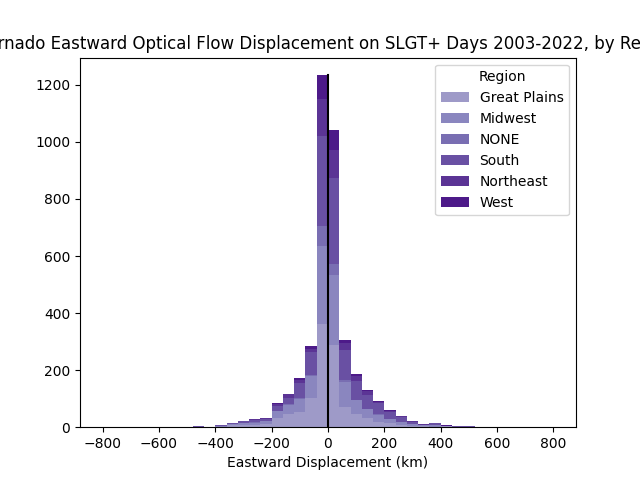 rnado Eastward Optical Flow Displacement on SLGT+ Days 2003-2022, by Re
Region
Great Plains
Midwest
NONE
South
Northeast
West
1200
1000
800
600
400
200
0
−800 −600 −400 −200 0 200 400 600 800
Eastward Displacement (km)